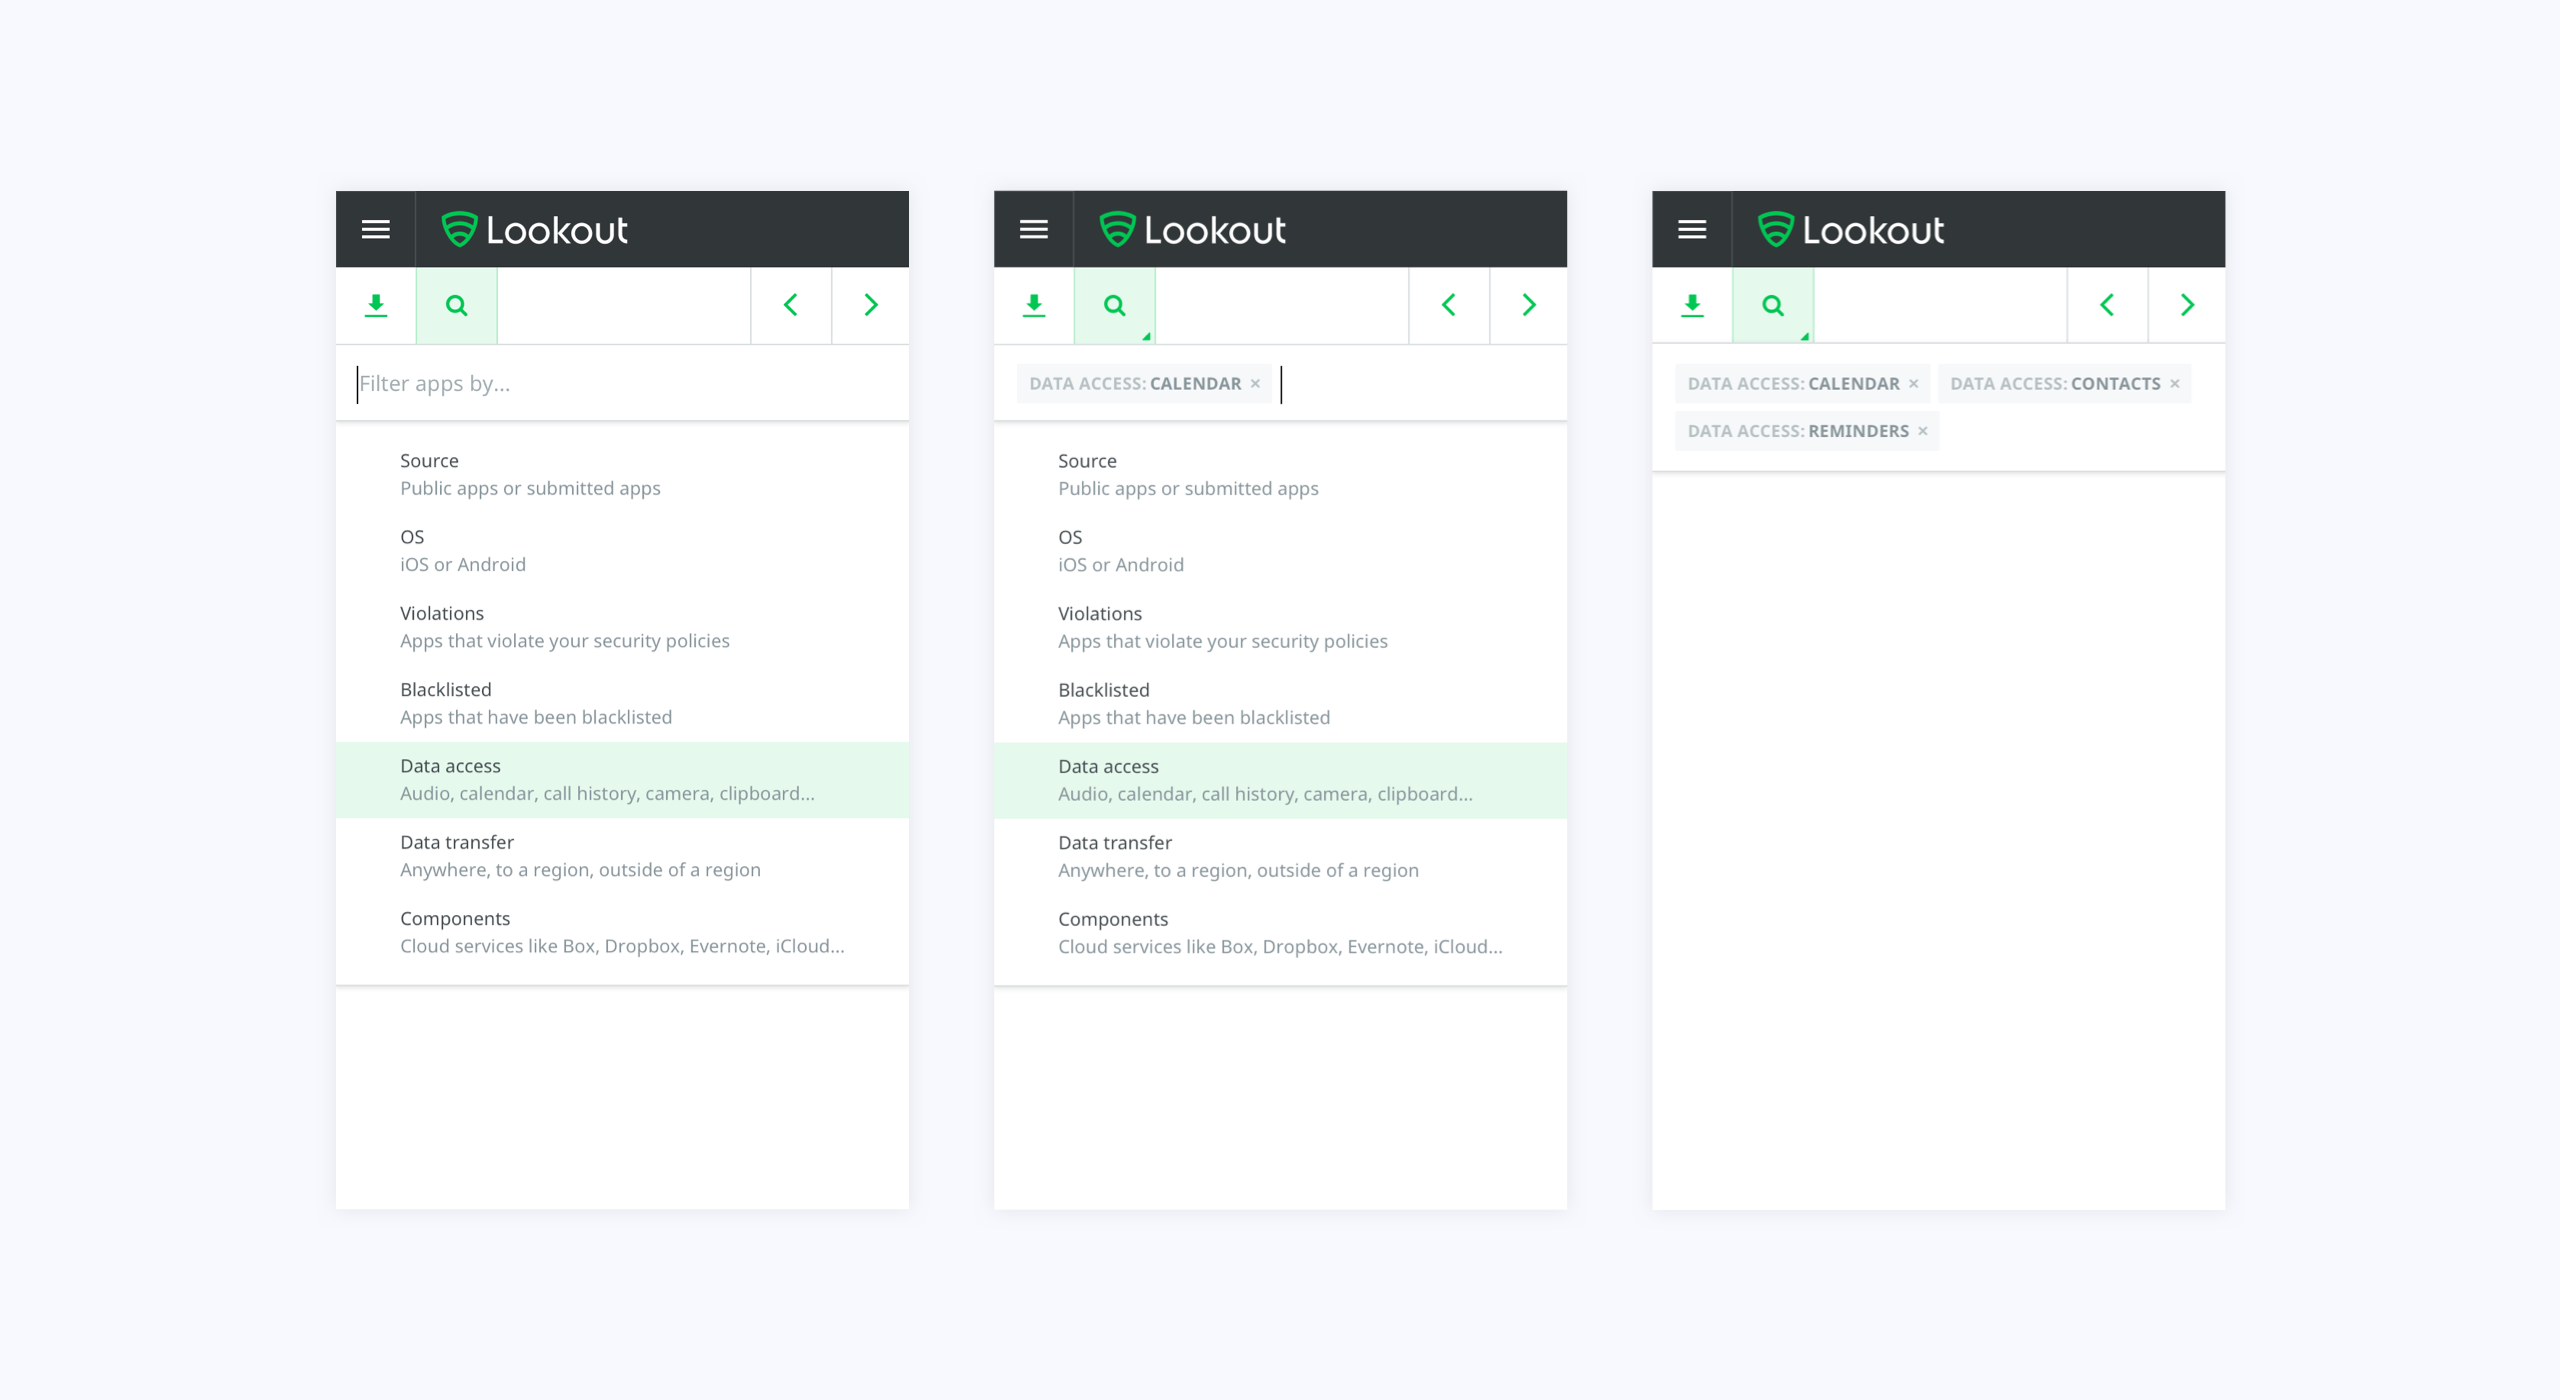 Lookout
Filter apps by...
Source
Public apps or submitted apps
OS
iOS or Android
Violations
Apps that violate your security policies
Blacklisted
Apps that have been blacklisted
Data access
Audio, calendar, call history, camera, clipboard...
Data transfer
Anywhere, to a region, outside of a region
Components
Cloud services like Box, Dropbox, Evernote, iCloud...
Lookout
DATA ACCESS: CALENDAR ×
Source
Public apps or submitted apps
OS
iOS or Android
Violations
Apps that violate your security policies
Blacklisted
Apps that have been blacklisted
Data access
Audio, calendar, call history, camera, clipboard...
Data transfer
Anywhere, to a region, outside of a region
Components
Cloud services like Box, Dropbox, Evernote, iCloud...
Lookout
DATA ACCESS: CALENDAR × DATA ACCESS: CONTACTS ×
DATA ACCESS: REMINDERS ×